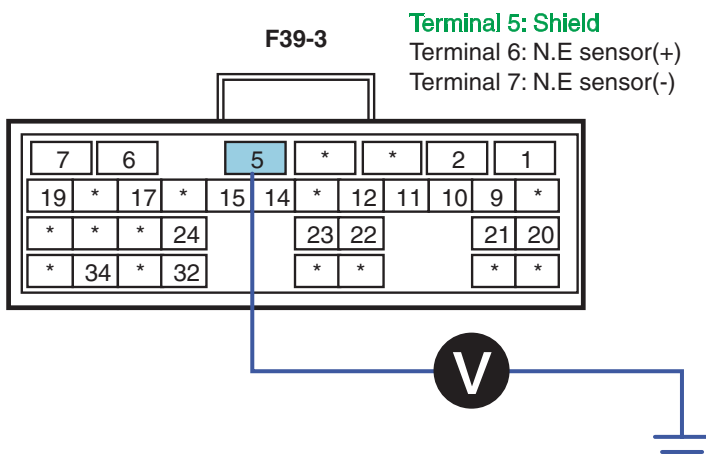 F39-3
Terminal 5: Shield
Terminal 6: N.E sensor(+)
Terminal 7: N.E sensor(-)
7 6 5 * * 2 1
19 * 17 * 15 14 * 12 11 10 9 *
* * * 24 23 22 21 20
* 34 * 32 * * * *
V